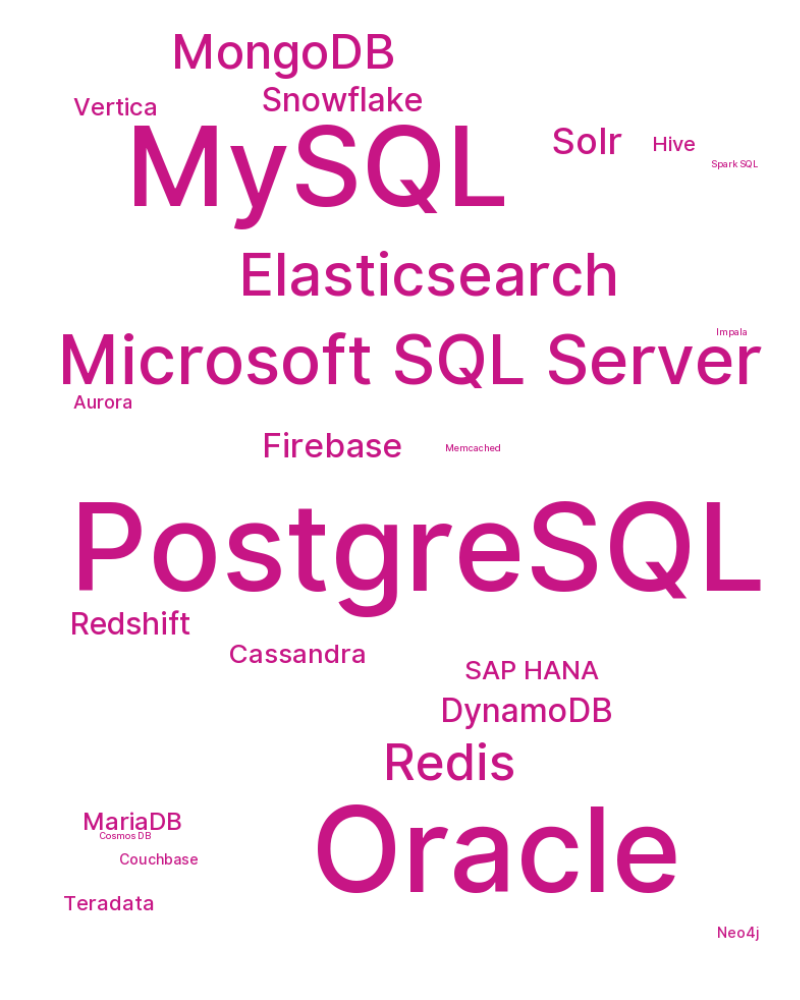 MongoDB
Snowflake
Vertica
MySQL
Solr
Hive
Spark SQL
Elasticsearch
Impala
Microsoft SQL Server
Aurora
Firebase
Memcached
PostgreSQL
Redshift
Cassandra
SAP HANA
DynamoDB
Redis
MariaDB
Cosmos DB
Oracle
Couchbase
Teradata
Neo4j